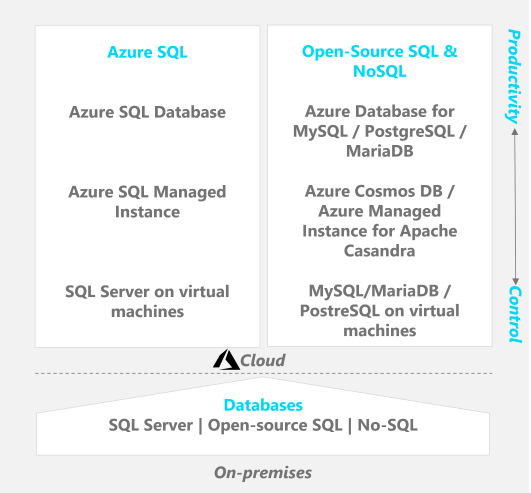 Azure SQL
Azure SQL Database
Azure SQL Managed
Instance
SQL Server on virtual
machines
Open-Source SQL &
NoSQL
Azure Database for
MySQL / PostgreSQL /
MariaDB
Azure Cosmos DB /
Azure Managed
Instance for Apache
Casandra
MySQL/MariaDB /
PostreSQL on virtual
machines
Productivity
Control
Cloud
Databases
SQL Server | Open-source SQL | No-SQL
On-premises